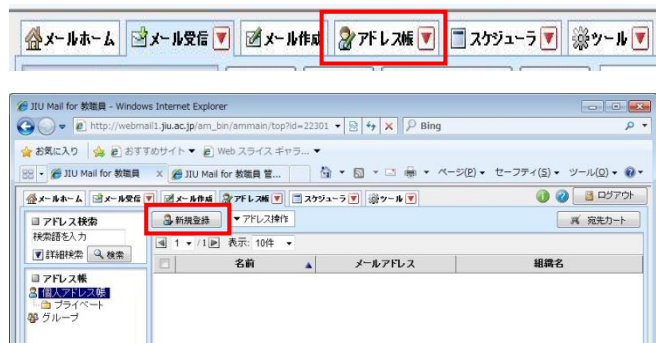 メールホーム メール受信 メール作成 アドレス帳 スケジューラ ツール
JIU Mail for 教職員 - Windows Internet Explorer
http://webmail1.jiu.ac.jp/am_bin/ammain/top?id=22301 Bing
お気に入り おすすめサイト Web スライス ギャラ...
JIU Mail for 教職員 JIU Mail for 教職員 管... ページ(P) セーフティ(S) ツール(O)
メールホーム メール受信 メール作成 アドレス帳 スケジューラ ツール ログアウト
アドレス検索 新規登録 アドレス操作 宛先カート
検索語を入力 1 /1 表示: 10件
詳細検索 検索 名前 メールアドレス 組織名
アドレス帳
個人アドレス帳
プライベート
グループ